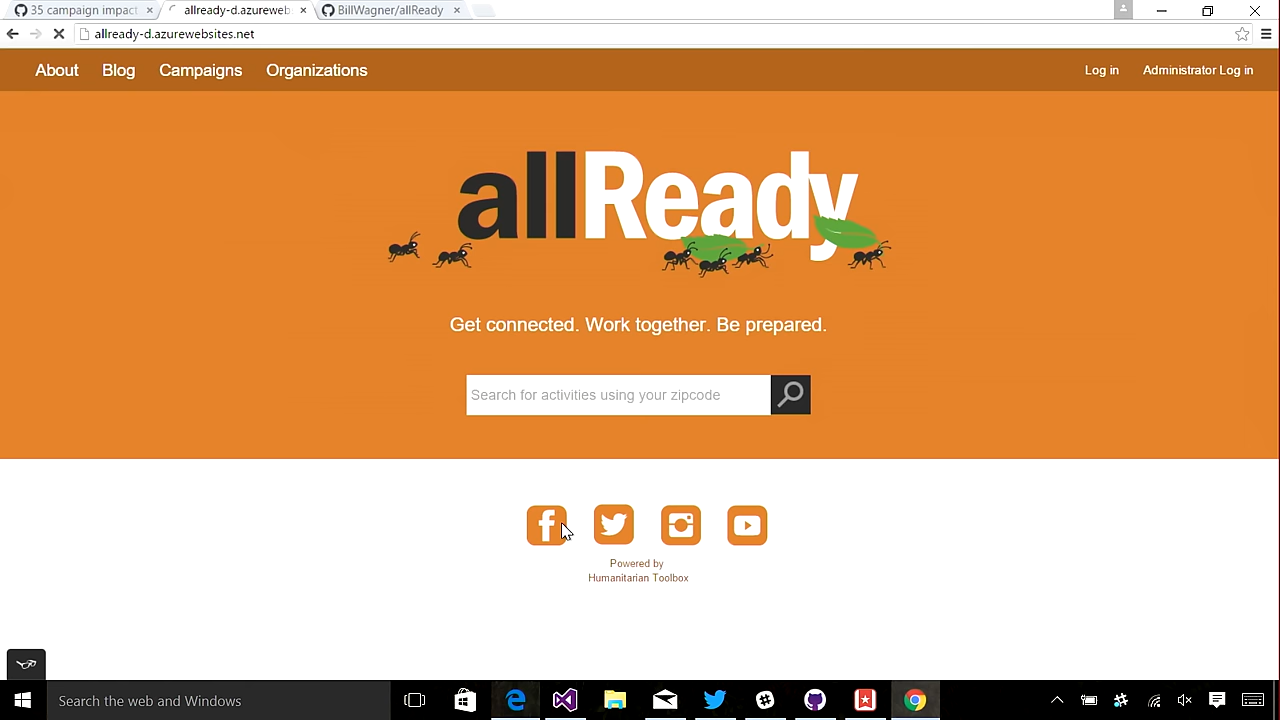 35 campaign impact
allready-d.azureweb
BillWagner/allReady
allready-d.azurewebsites.net
About
Blog
Campaigns
Organizations
Log in
Administrator Log in
allReady
Get connected. Work together. Be prepared.
Search for activities using your zipcode
Powered by
Humanitarian Toolbox
Search the web and Windows